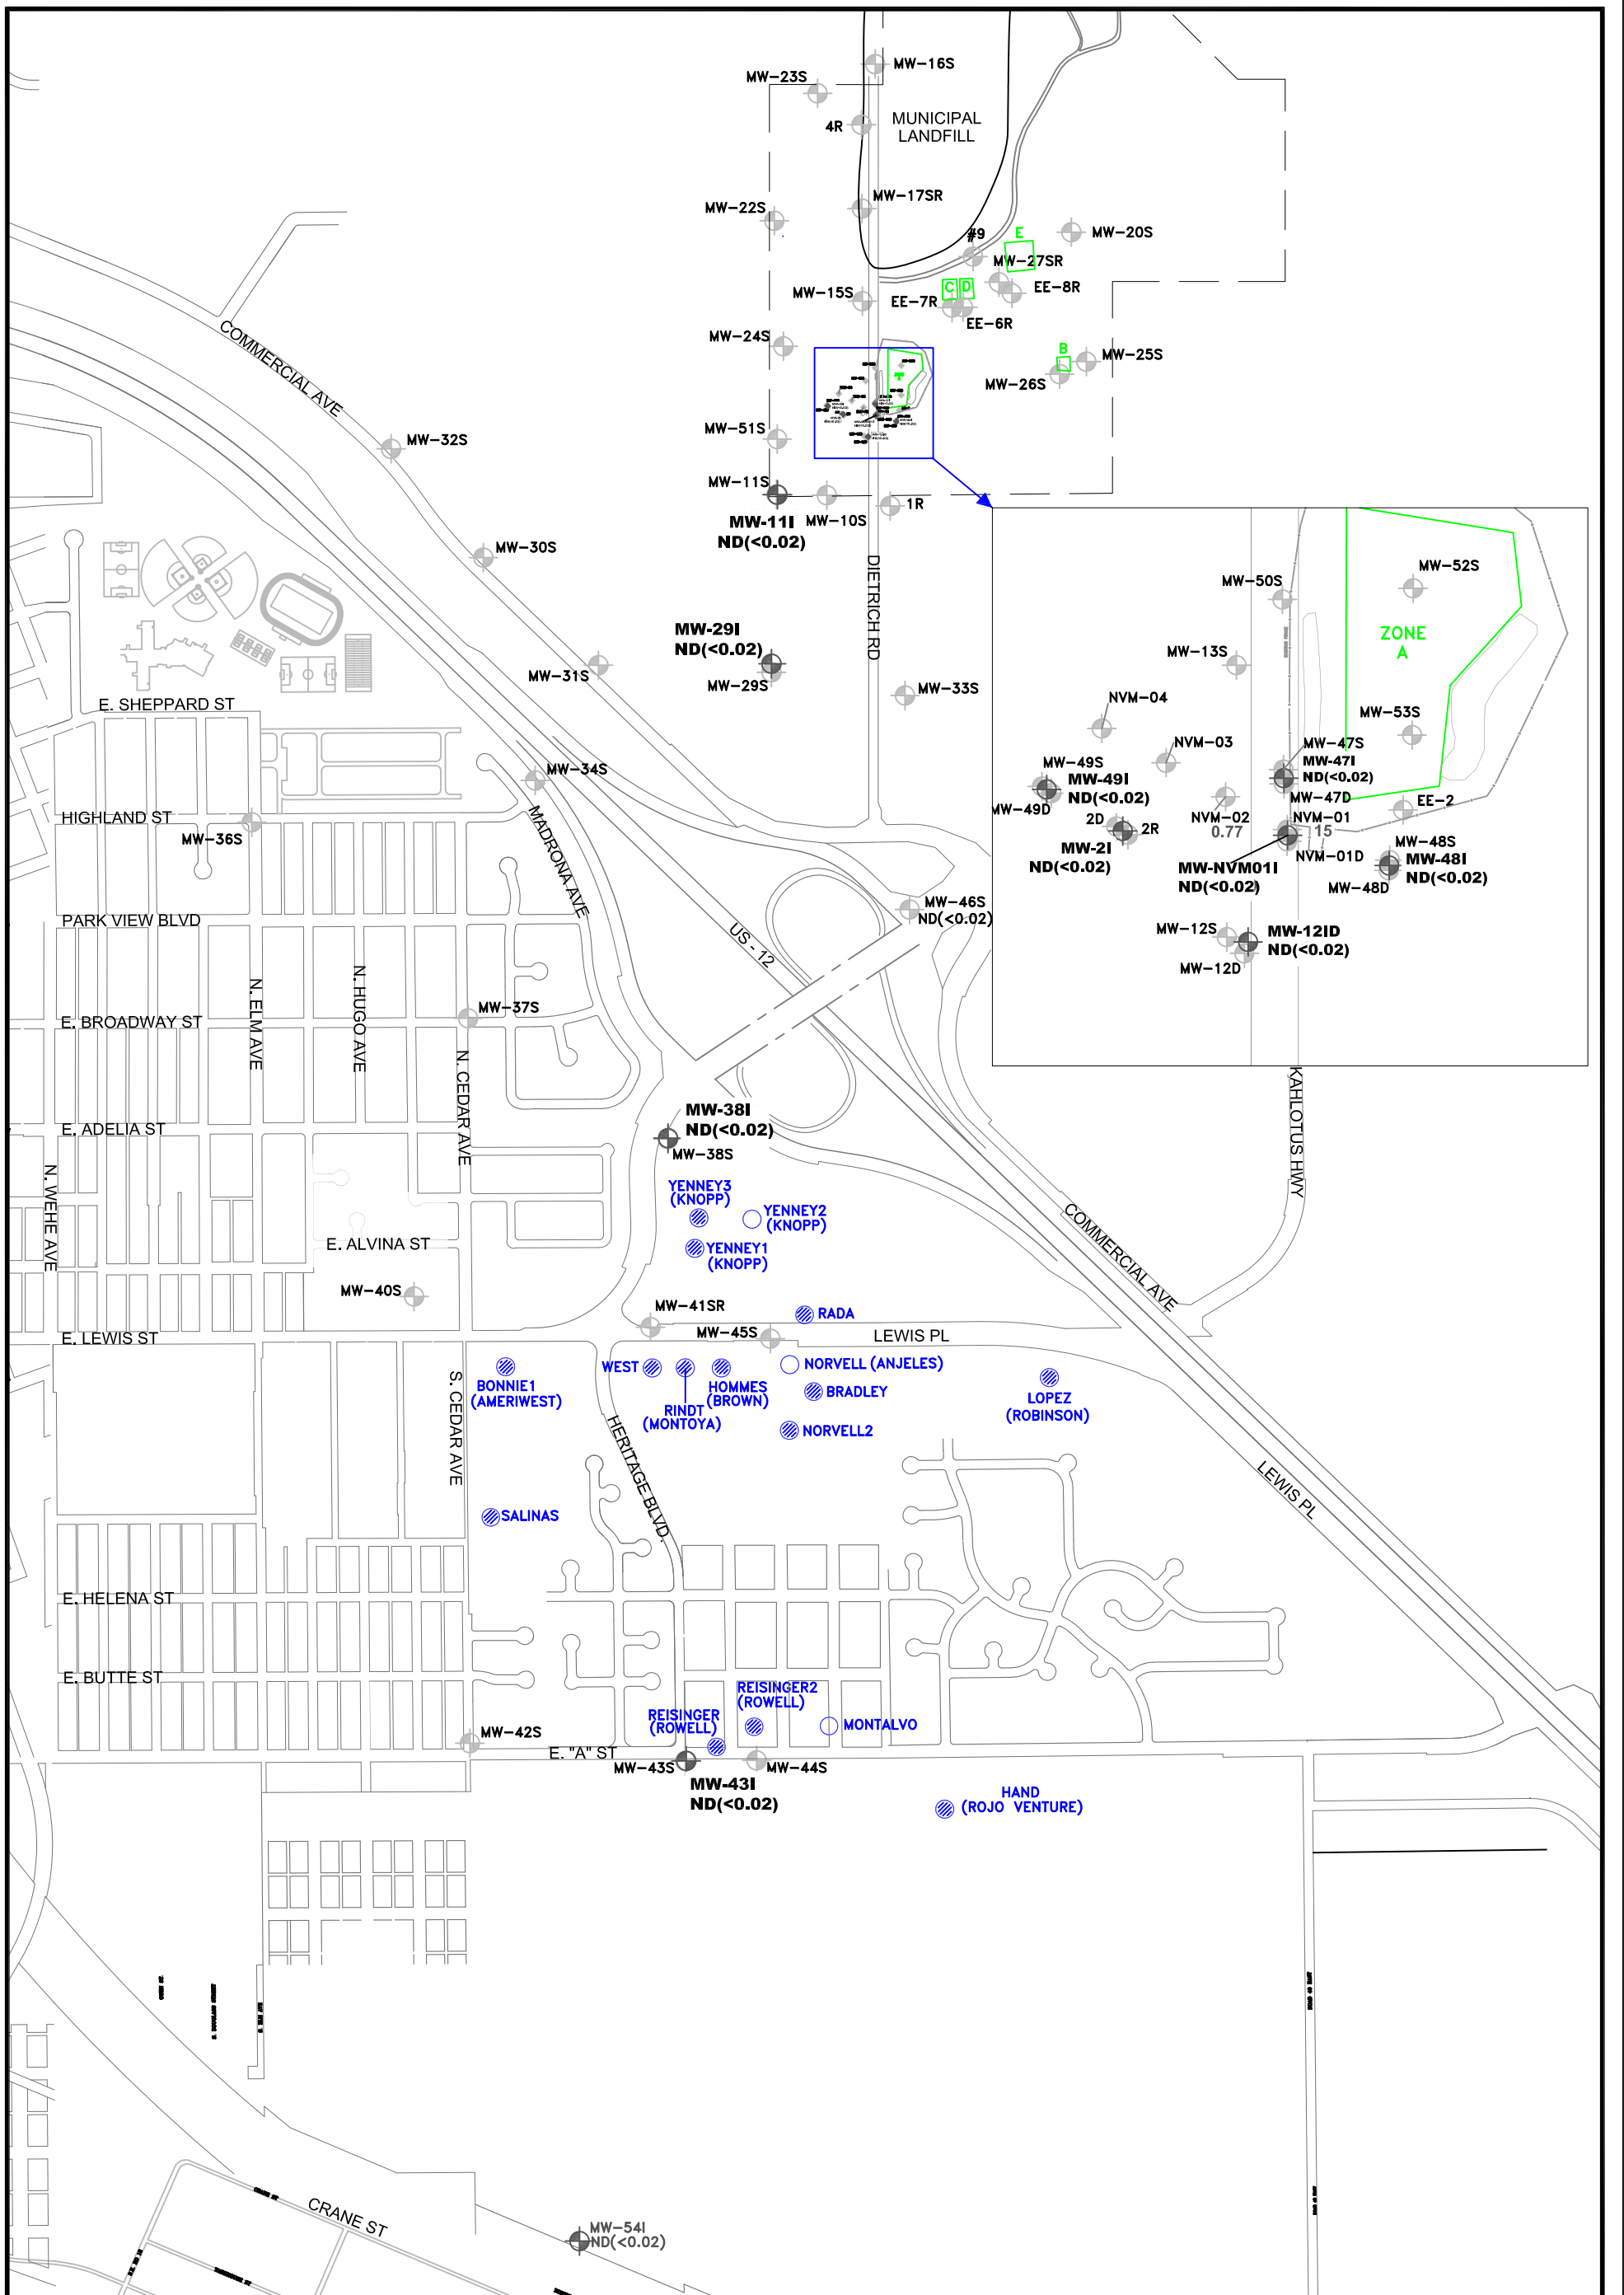 MW-16S
MW-23S
4R
MUNICIPAL
LANDFILL
MW-17SR
MW-22S
#9
E
MW-20S
MW-27SR
MW-15S
EE-7R
C
D
EE-8R
EE-6R
MW-24S
B
MW-25S
MW-26S
COMMERCIAL AVE
MW-32S
MW-51S
MW-11S
MW-11I
ND(<0.02)
MW-10S
1R
MW-30S
DIETRICH RD
MW-29I
ND(<0.02)
MW-29S
MW-31S
MW-33S
MW-50S
MW-52S
ZONE
A
MW-13S
NVM-04
NVM-03
MW-53S
MW-47S
MW-47I
ND(<0.02)
MW-47D
MW-49S
MW-49I
ND(<0.02)
MW-49D
NVM-02
0.77
NVM-01
15
EE-2
2D
2R
MW-2I
ND(<0.02)
NVM-01D
MW-NVM01I
ND(<0.02)
MW-48S
MW-48I
ND(<0.02)
MW-48D
MW-12S
MW-12ID
ND(<0.02)
MW-12D
E. SHEPPARD ST
MW-34S
HIGHLAND ST
MW-36S
MADRONA AVE
PARK VIEW BLVD
MW-46S
ND(<0.02)
US - 12
N. ELM AVE
N. HUGO AVE
E. BROADWAY ST
MW-37S
N. CEDAR AVE
KAHLOTUS HWY
MW-38I
ND(<0.02)
MW-38S
E. ADELIA ST
N. WEHE AVE
YENNEY3
(KNOPP)
YENNEY2
(KNOPP)
YENNEY1
(KNOPP)
COMMERCIAL AVE
E. ALVINA ST
MW-40S
MW-41SR
RADA
E. LEWIS ST
MW-45S
LEWIS PL
BONNIE1
(AMERIWEST)
WEST
RINDT
(MONTOYA)
HOMMES
(BROWN)
NORVELL (ANJELES)
BRADLEY
NORVELL2
LOPEZ
(ROBINSON)
S. CEDAR AVE
HERITAGE BLVD.
LEWIS PL
SALINAS
E. HELENA ST
E. BUTTE ST
REISINGER2
(ROWELL)
REISINGER
(ROWELL)
MONTALVO
MW-42S
E. "A" ST
MW-43S
MW-44S
MW-43I
ND(<0.02)
HAND
(ROJO VENTURE)
CRANE ST
MW-54I
ND(<0.02)